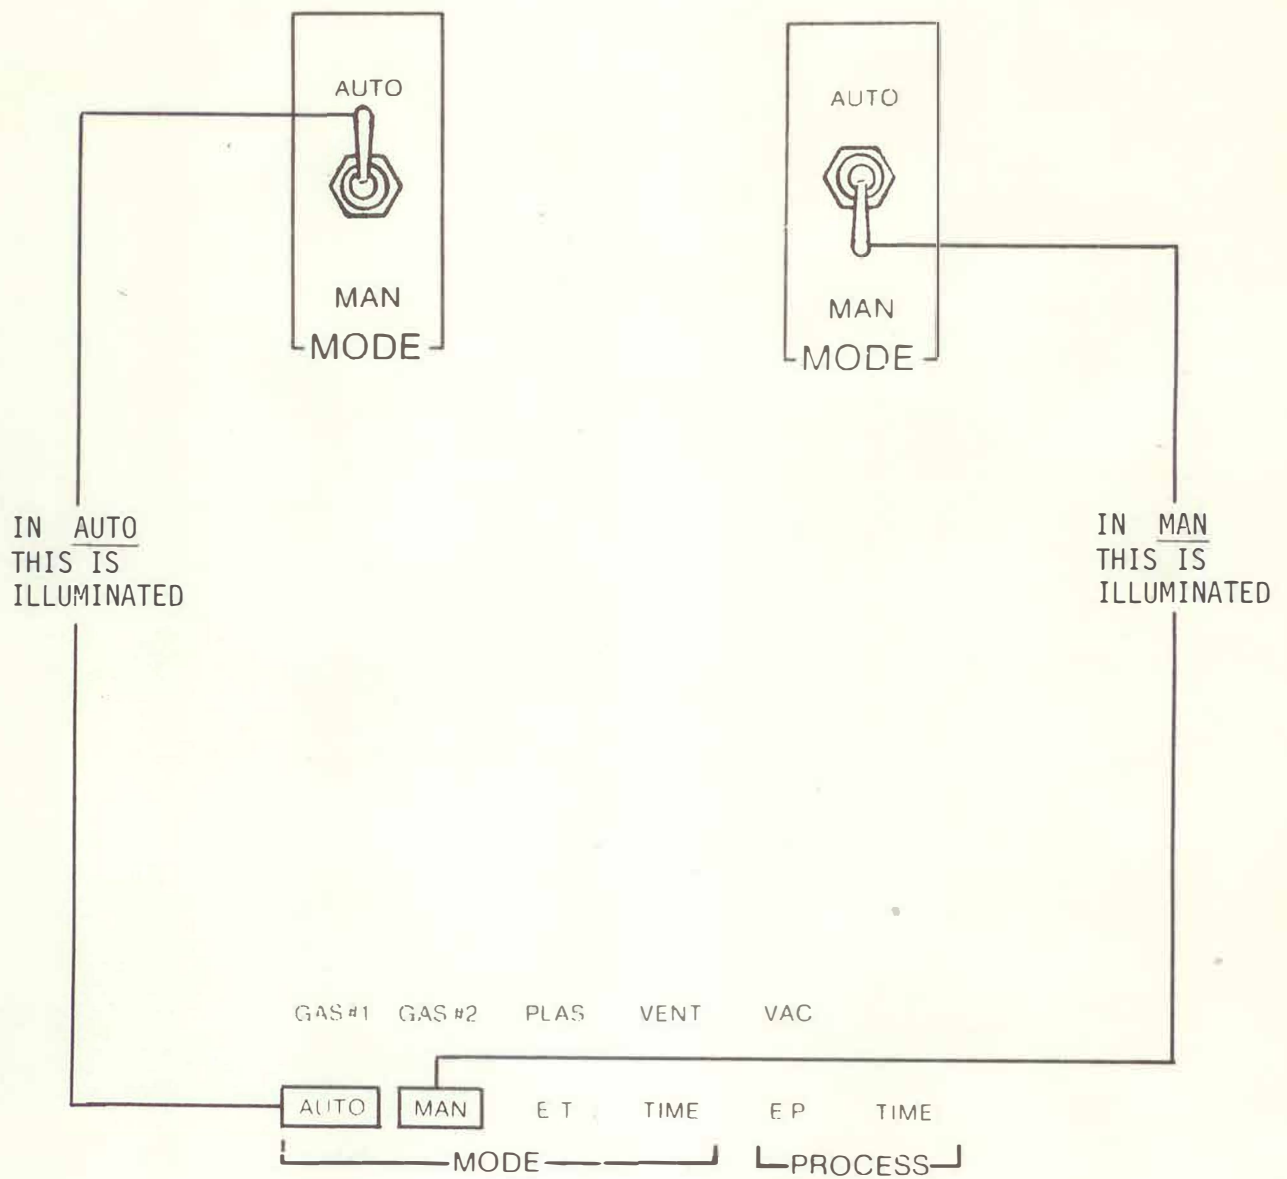 AUTO
MAN
MODE
AUTO
MAN
MODE
IN AUTO
THIS IS
ILLUMINATED
IN MAN
THIS IS
ILLUMINATED
GAS#1 GAS#2 PLAS VENT VAC
AUTO MAN E T TIME E P TIME
MODE PROCESS